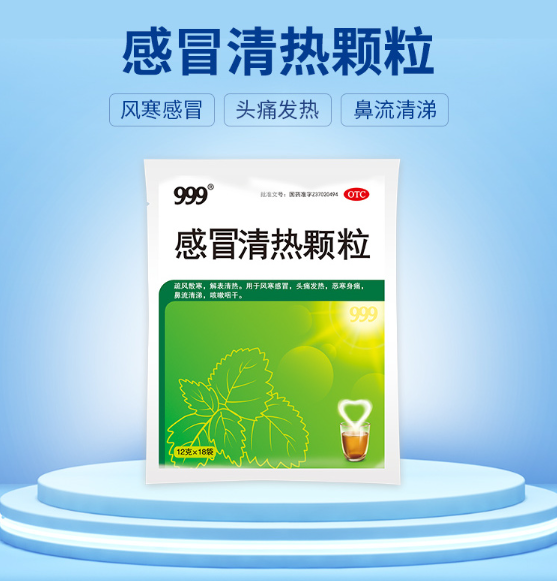 感冒清热颗粒
风寒感冒 头痛发热 鼻流清涕
999®
批准文号：国药准字Z37020494 OTC
感冒清热颗粒
疏风散寒，解表清热。用于风寒感冒，头痛发热，恶寒身痛，
鼻流清涕，咳嗽咽干。
999
12克×18袋